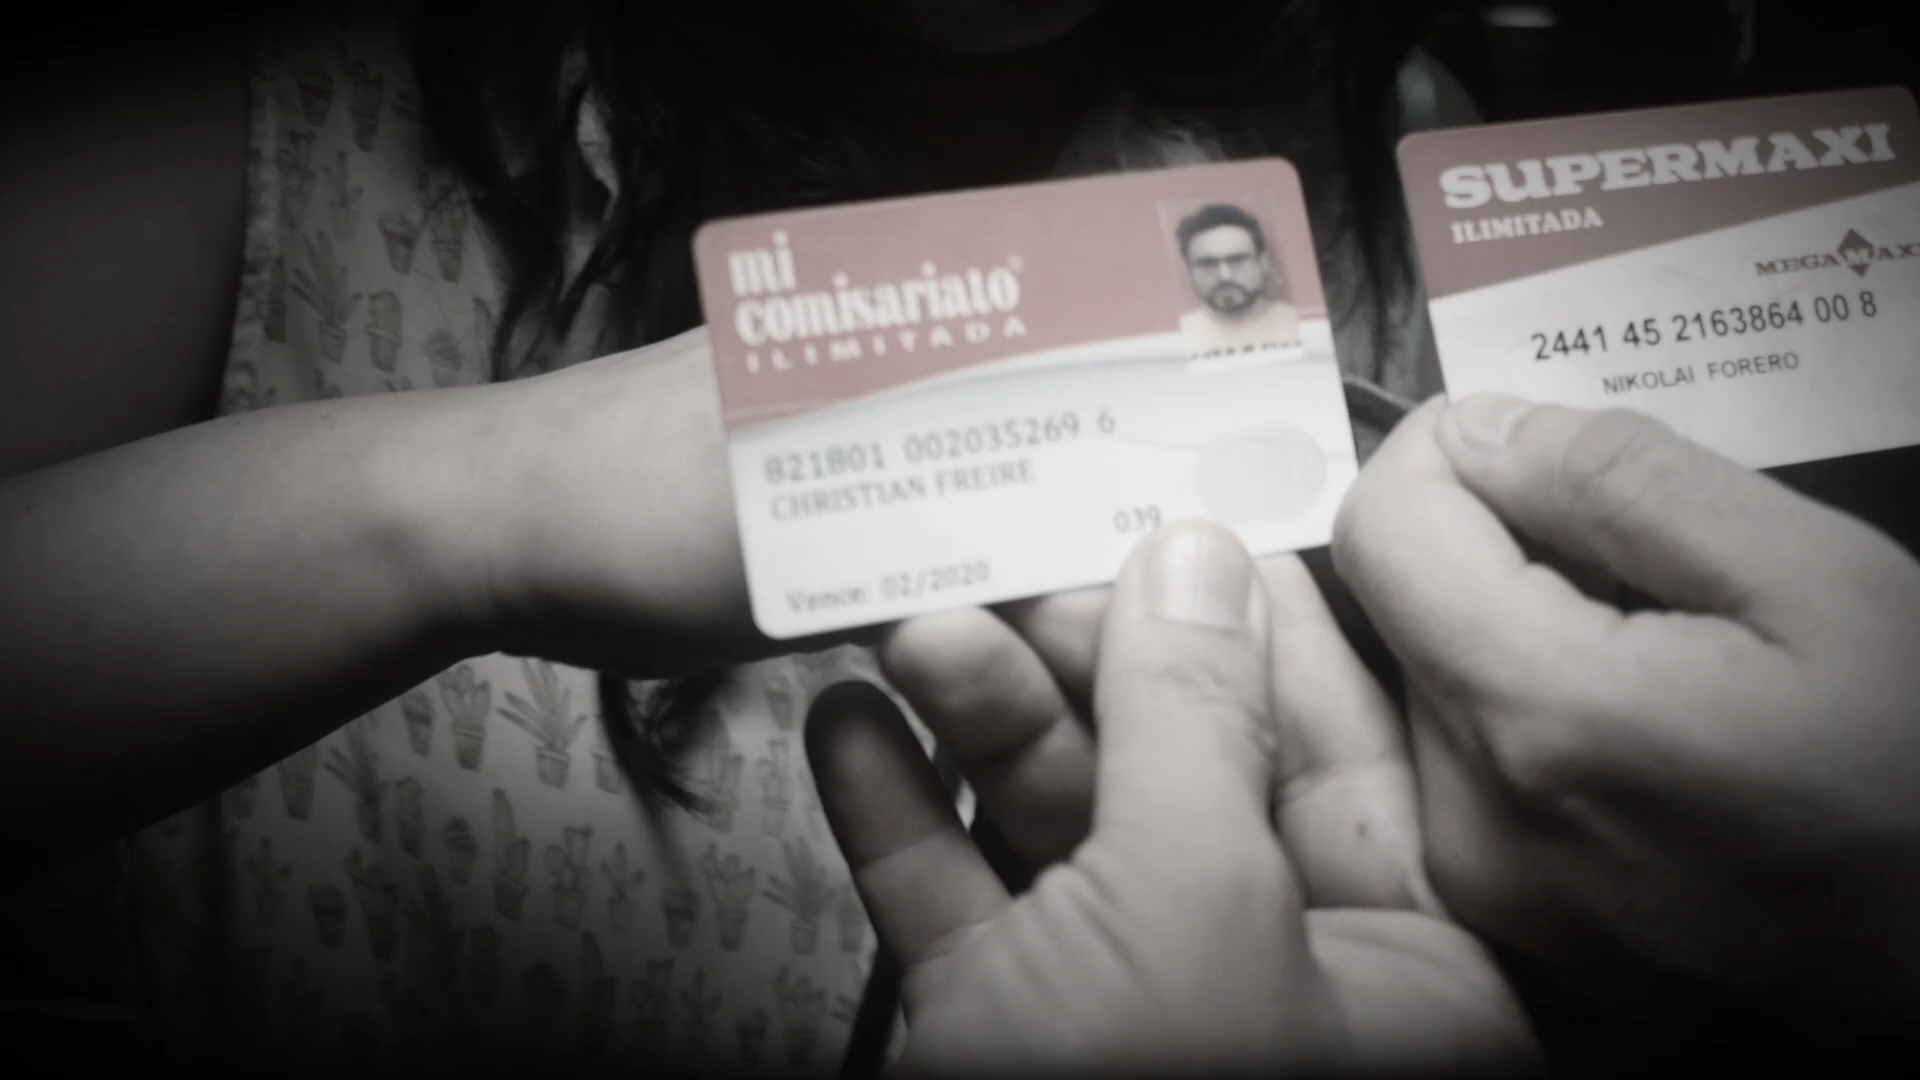 mi
comisariato
ILIMITADA
821801 002035269 6
CHRISTIAN FREIRE
039
Vence: 02/2020
SUPERMAXI
ILIMITADA
MEGAMAXI
2441 45 2163864 00 8
NIKOLAI FORERO